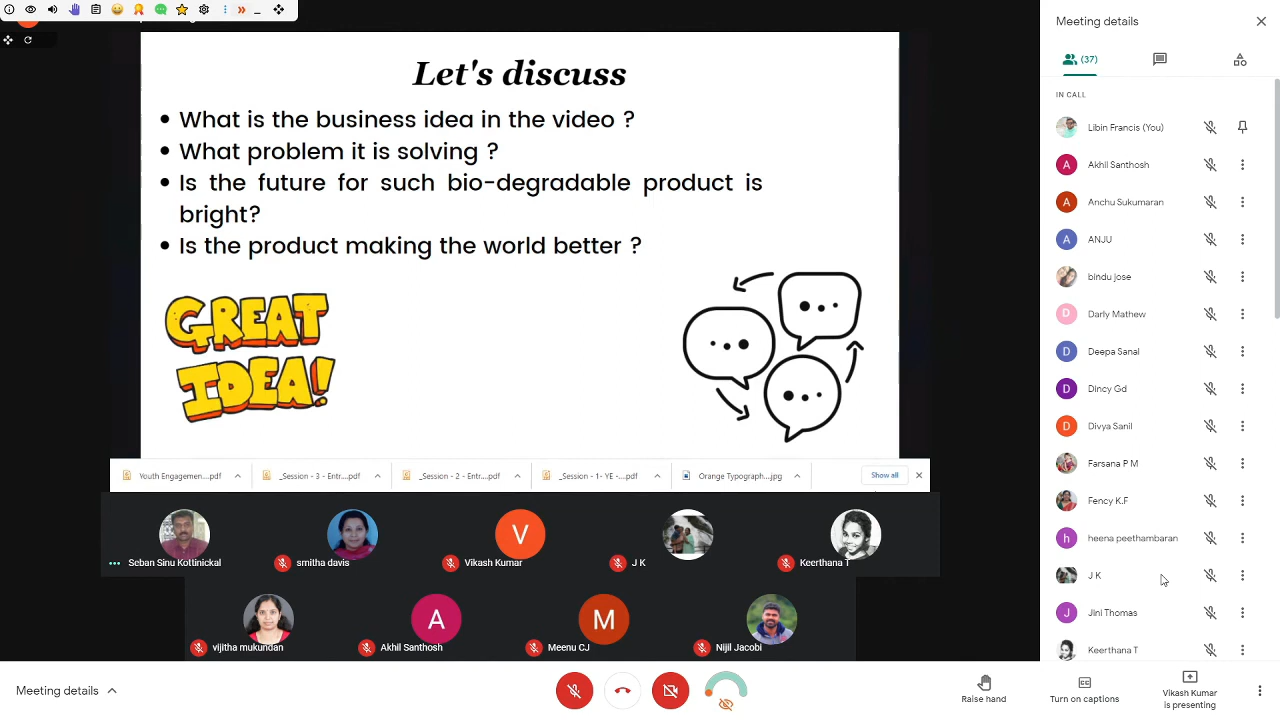 Let's discuss
• What is the business idea in the video ?
• What problem it is solving ?
• Is the future for such bio-degradable product is
bright?
• Is the product making the world better ?
GREAT
IDEA!
Youth Engagemen....pdf
_Session - 3 - Entr....pdf
_Session - 2 - Entr....pdf
_Session - 1- YE -....pdf
Orange Typograph....jpg
Show all
Seban Sinu Kottinickal
smitha davis
V
Vikash Kumar
J K
Keerthana T
vijitha mukundan
A
Akhil Santhosh
M
Meenu CJ
Nijil Jacobi
Meeting details
Meeting details
(37)
IN CALL
Libin Francis (You)
A
Akhil Santhosh
A
Anchu Sukumaran
A
ANJU
bindu jose
D
Darly Mathew
D
Deepa Sanal
D
Dincy Gd
D
Divya Sanil
Farsana P M
Fency K.F
h
heena peethambaran
J K
J
Jini Thomas
Keerthana T
Raise hand
Turn on captions
Vikash Kumar
is presenting